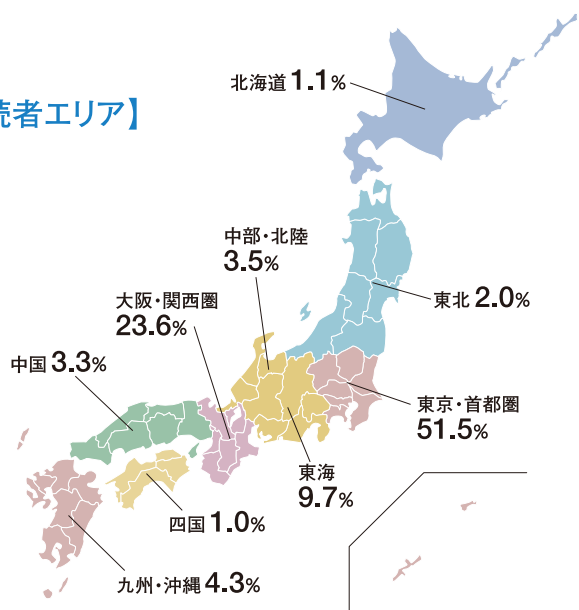 読者エリア】
北海道 1.1%
中部・北陸
3.5%
東北 2.0%
大阪・関西圏
23.6%
中国 3.3%
東京・首都圏
51.5%
東海
9.7%
四国 1.0%
九州・沖縄 4.3%